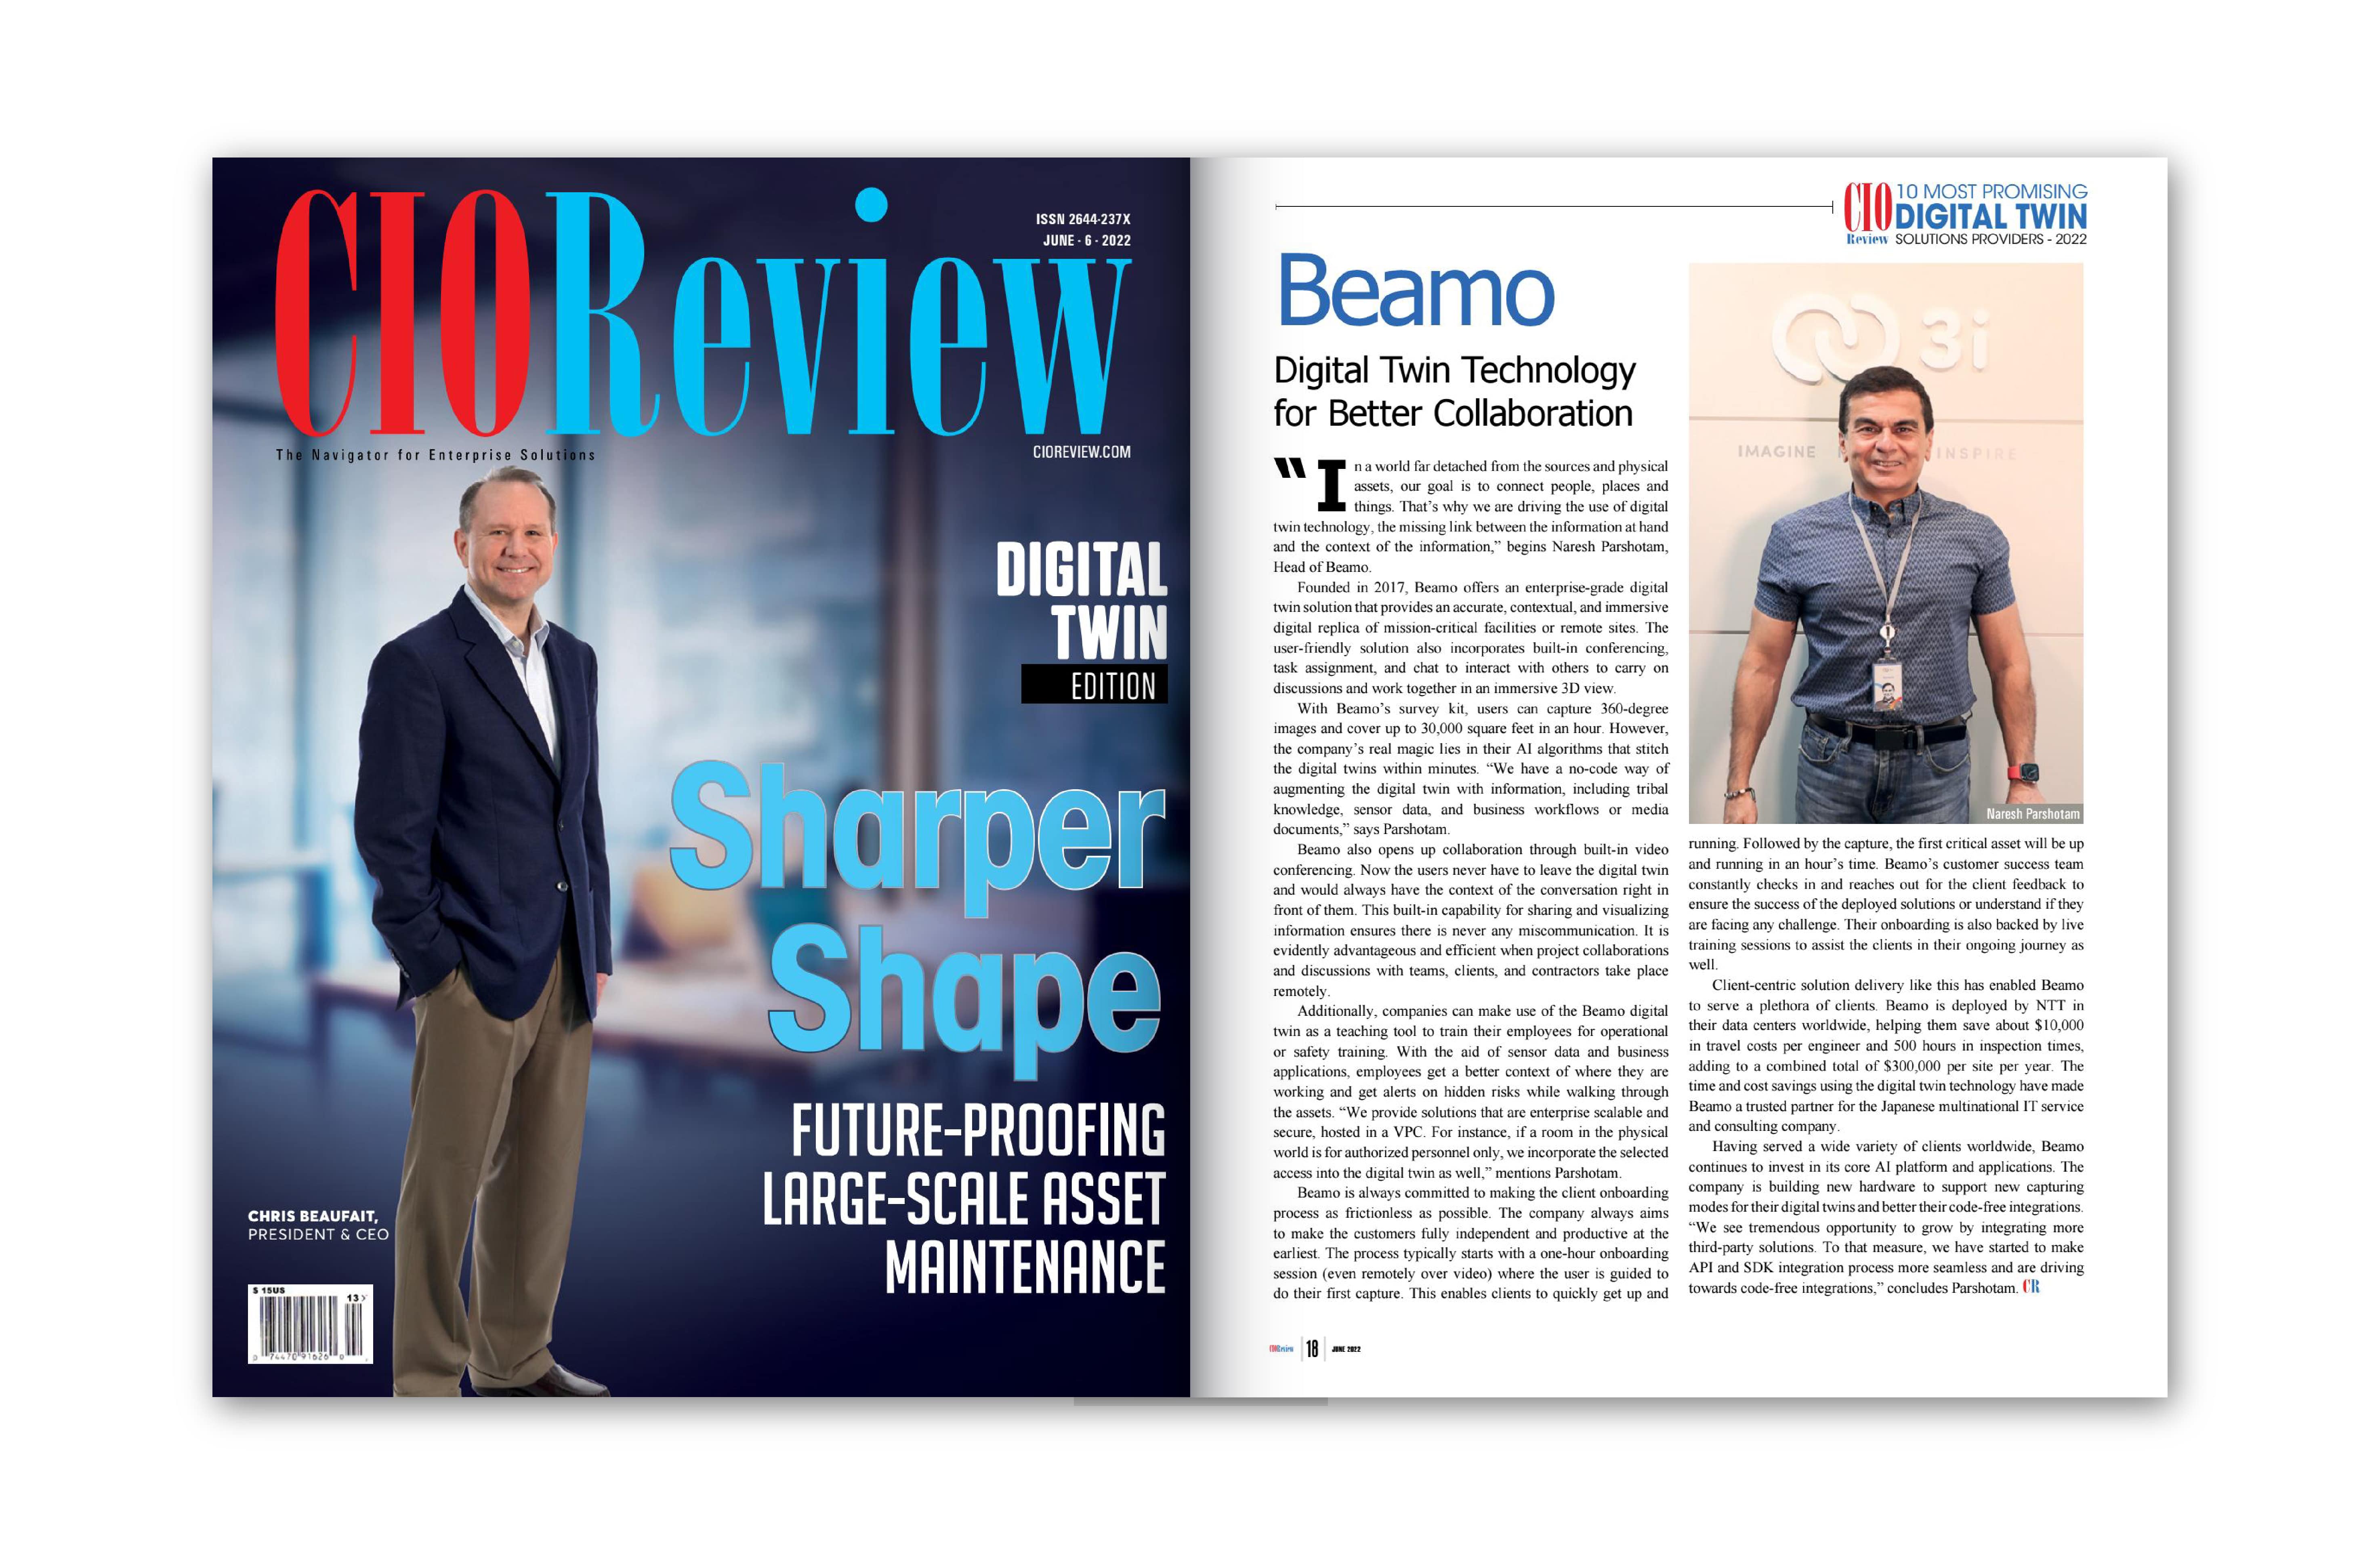 CIOReview
ISSN 2644-237X
JUNE - 6 - 2022
The Navigator for Enterprise Solutions
CIOREVIEW.COM
DIGITAL
TWIN
EDITION
Sharper
Shape
FUTURE-PROOFING
LARGE-SCALE ASSET
MAINTENANCE
CHRIS BEAUFAIT,
PRESIDENT & CEO
$ 15US
13>
CIO Review
10 MOST PROMISING
DIGITAL TWIN
SOLUTIONS PROVIDERS - 2022
Beamo
Digital Twin Technology
for Better Collaboration
“In a world far detached from the sources and physical
assets, our goal is to connect people, places and
things. That’s why we are driving the use of digital
twin technology, the missing link between the information at hand
and the context of the information,” begins Naresh Parshotam,
Head of Beamo.
Founded in 2017, Beamo offers an enterprise-grade digital
twin solution that provides an accurate, contextual, and immersive
digital replica of mission-critical facilities or remote sites. The
user-friendly solution also incorporates built-in conferencing,
task assignment, and chat to interact with others to carry on
discussions and work together in an immersive 3D view.
With Beamo’s survey kit, users can capture 360-degree
images and cover up to 30,000 square feet in an hour. However,
the company’s real magic lies in their AI algorithms that stitch
the digital twins within minutes. “We have a no-code way of
augmenting the digital twin with information, including tribal
knowledge, sensor data, and business workflows or media
documents,” says Parshotam.
Beamo also opens up collaboration through built-in video
conferencing. Now the users never have to leave the digital twin
and would always have the context of the conversation right in
front of them. This built-in capability for sharing and visualizing
information ensures there is never any miscommunication. It is
evidently advantageous and efficient when project collaborations
and discussions with teams, clients, and contractors take place
remotely.
Additionally, companies can make use of the Beamo digital
twin as a teaching tool to train their employees for operational
or safety training. With the aid of sensor data and business
applications, employees get a better context of where they are
working and get alerts on hidden risks while walking through
the assets. “We provide solutions that are enterprise scalable and
secure, hosted in a VPC. For instance, if a room in the physical
world is for authorized personnel only, we incorporate the selected
access into the digital twin as well,” mentions Parshotam.
Beamo is always committed to making the client onboarding
process as frictionless as possible. The company always aims
to make the customers fully independent and productive at the
earliest. The process typically starts with a one-hour onboarding
session (even remotely over video) where the user is guided to
do their first capture. This enables clients to quickly get up and
3i
IMAGINE
INSPIRE
Naresh Parshotam
running. Followed by the capture, the first critical asset will be up
and running in an hour’s time. Beamo’s customer success team
constantly checks in and reaches out for the client feedback to
ensure the success of the deployed solutions or understand if they
are facing any challenge. Their onboarding is also backed by live
training sessions to assist the clients in their ongoing journey as
well.
Client-centric solution delivery like this has enabled Beamo
to serve a plethora of clients. Beamo is deployed by NTT in
their data centers worldwide, helping them save about $10,000
in travel costs per engineer and 500 hours in inspection times,
adding to a combined total of $300,000 per site per year. The
time and cost savings using the digital twin technology have made
Beamo a trusted partner for the Japanese multinational IT service
and consulting company.
Having served a wide variety of clients worldwide, Beamo
continues to invest in its core AI platform and applications. The
company is building new hardware to support new capturing
modes for their digital twins and better their code-free integrations.
“We see tremendous opportunity to grow by integrating more
third-party solutions. To that measure, we have started to make
API and SDK integration process more seamless and are driving
towards code-free integrations,” concludes Parshotam. CR
CIOReview 18 JUNE 2022